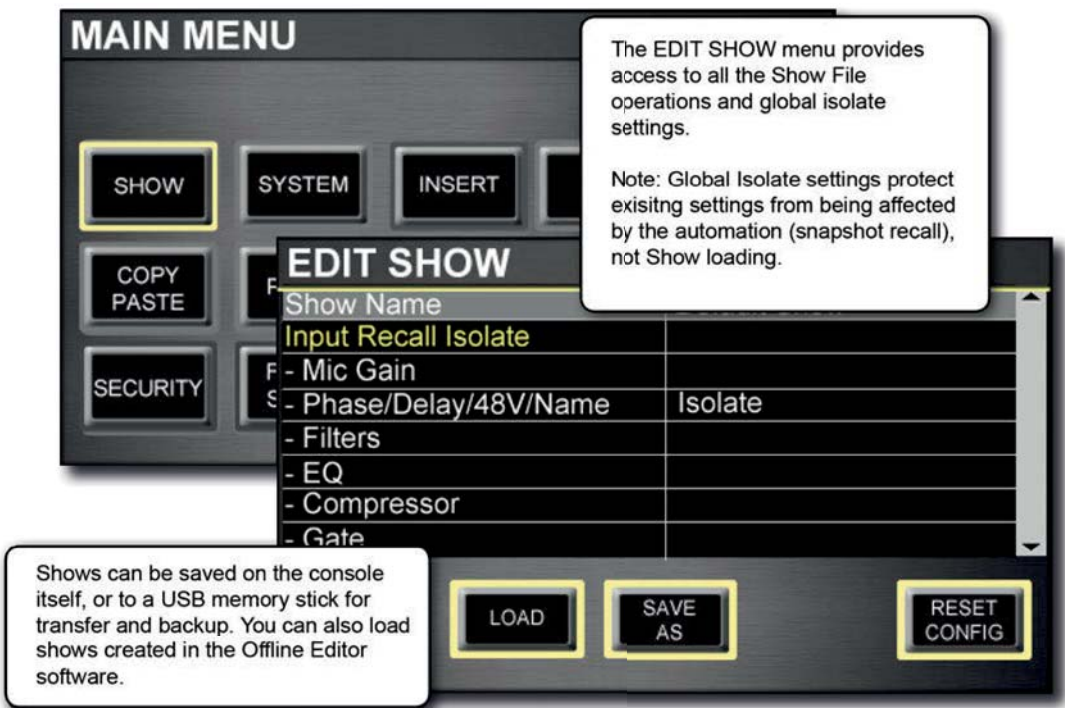 MAIN MENU
The EDIT SHOW menu provides
access to all the Show File
operations and global isolate
settings.
Note: Global Isolate settings protect
exisitng settings from being affected
by the automation (snapshot recall),
not Show loading.
SHOW
SYSTEM
INSERT
COPY
PASTE
SECURITY
EDIT SHOW
Show Name
Input Recall Isolate
- Mic Gain
- Phase/Delay/48V/Name Isolate
- Filters
- EQ
- Compressor
- Gate
Shows can be saved on the console
itself, or to a USB memory stick for
transfer and backup. You can also load
shows created in the Offline Editor
software.
LOAD
SAVE
AS
RESET
CONFIG